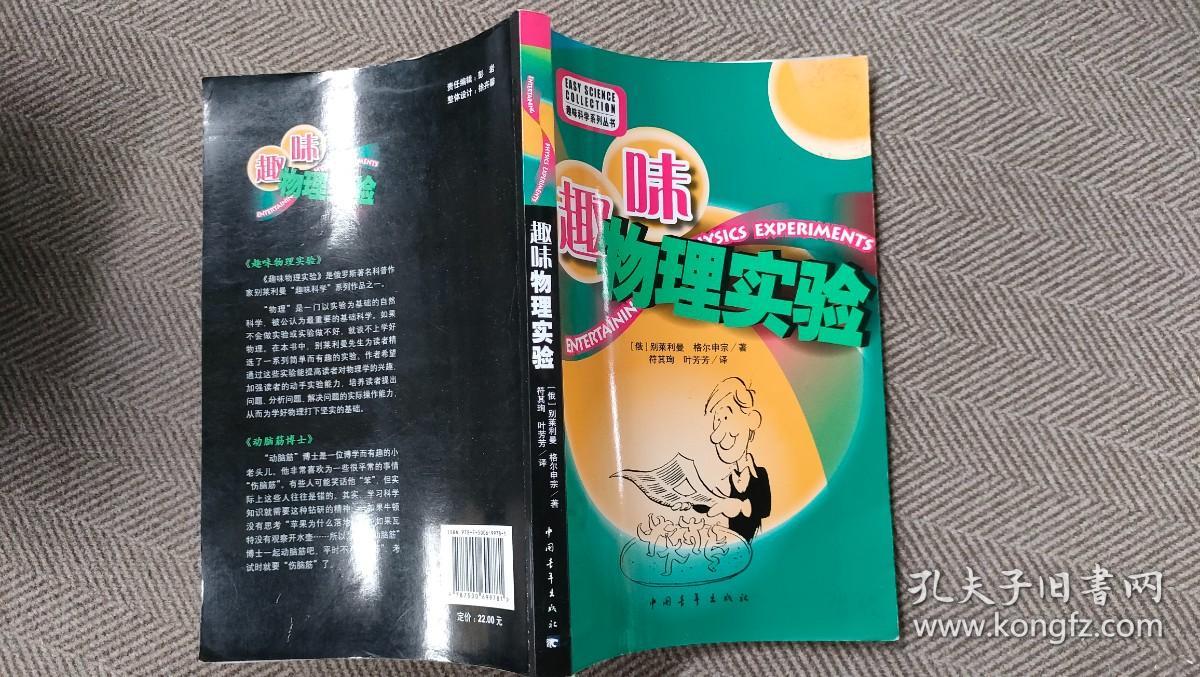 责任编辑：彭 岩
整体设计：徐卉馨
趣味
物理实验
ENTERTAININ
MENTS
《趣味物理实验》
《趣味物理实验》是俄罗斯著名科普作
家别莱利曼“趣味科学”系列作品之一。
“物理”是一门以实验为基础的自然
科学，被公认为最重要的基础科学。如果
不会做实验或实验做不好，就谈不上学好
物理。在本书中，别莱利曼先生为读者精
选了一系列简单而有趣的实验。作者希望
通过这些实验能提高读者对物理学的兴趣，
加强读者的动手实验能力，培养读者提出
问题、分析问题、解决问题的实际操作能力，
从而为学好物理打下坚实的基础。
《动脑筋博士》
“动脑筋”博士是一位博学而有趣的小
老头儿。他非常喜欢为一些很平常的事情
“伤脑筋”，有些人可能笑话他“笨”，但实
际上这些人往往是错的。其实，学习科学
知识就需要这种钻研的精神
没有思考“苹果为什么落地 如果瓦
特没有观察开水壶……所以
博士一起动脑筋吧，平时不 考
试时就要“伤脑筋”了。
定价：22.00元
ENTERTAINING
PHYSICS EXPERIMENTS
趣味物理实验
［俄］别莱利曼 格尔申宗／著
符其珣 叶芳芳／译
中国青年出版社
EASY SCIENCE
COLLECTION
趣味科学系列丛书
趣味
HYSICS EXPERIMENTS
物理实验
ENTERTAININ
［俄］别莱利曼 格尔申宗／著
符其珣 叶芳芳／译
中国青年出版社
孔夫子旧书网
www.kongfz.com